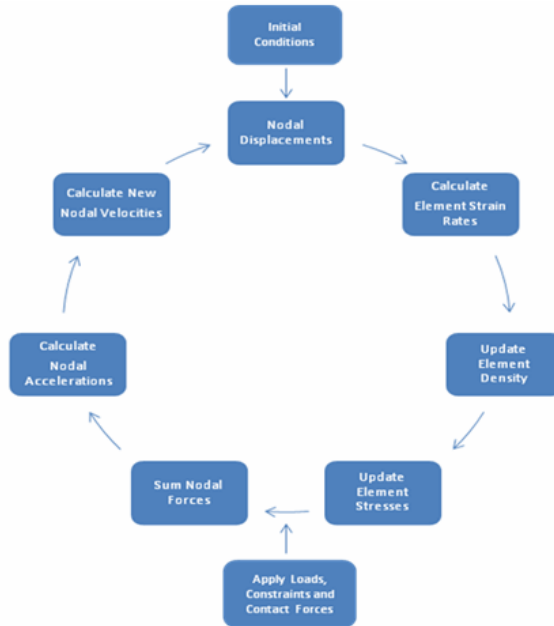 Initial
Conditions
Nodal
Displacements
Calculate
Element Strain
Rates
Update
Element
Density
Update
Element
Stresses
Apply Loads,
Constraints and
Contact Forces
Sum Nodal
Forces
Calculate
Nodal
Accelerations
Calculate New
Nodal Velocities